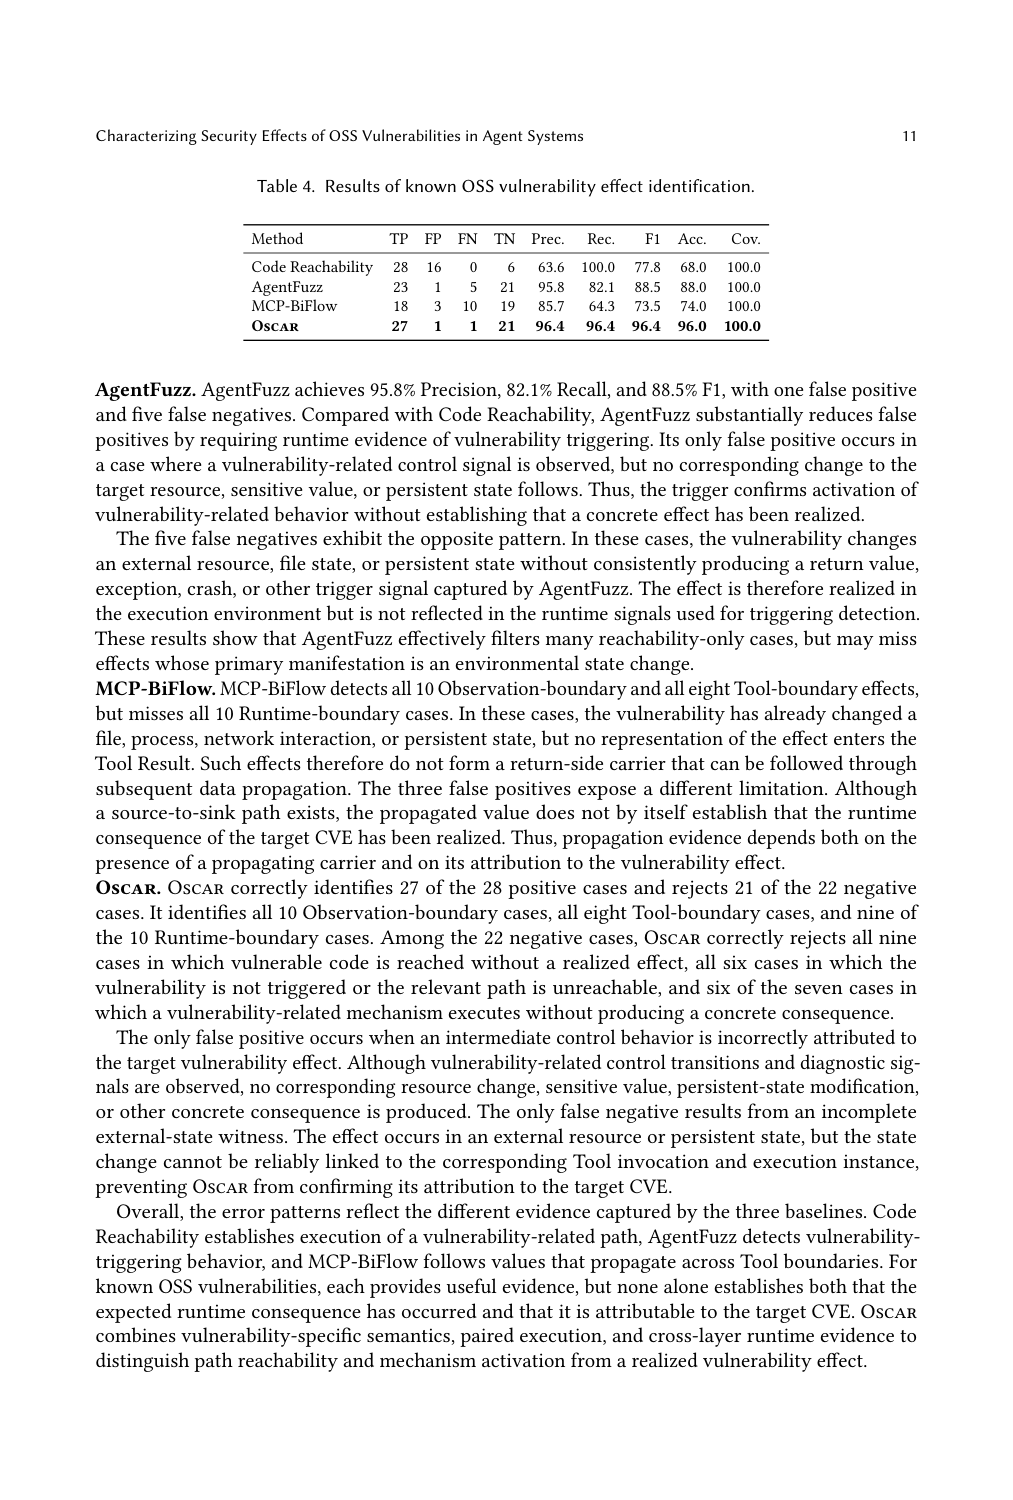 Characterizing Security Effects of OSS Vulnerabilities in Agent Systems 11
Table 4. Results of known OSS vulnerability effect identification.
Method TP FP FN TN Prec. Rec. F1 Acc. Cov.
Code Reachability 28 16 0 6 63.6 100.0 77.8 68.0 100.0
AgentFuzz 23 1 5 21 95.8 82.1 88.5 88.0 100.0
MCP-BiFlow 18 3 10 19 85.7 64.3 73.5 74.0 100.0
Oscar 27 1 1 21 96.4 96.4 96.4 96.0 100.0
AgentFuzz. AgentFuzz achieves 95.8% Precision, 82.1% Recall, and 88.5% F1, with one false positive
and five false negatives. Compared with Code Reachability, AgentFuzz substantially reduces false
positives by requiring runtime evidence of vulnerability triggering. Its only false positive occurs in
a case where a vulnerability-related control signal is observed, but no corresponding change to the
target resource, sensitive value, or persistent state follows. Thus, the trigger confirms activation of
vulnerability-related behavior without establishing that a concrete effect has been realized.
The five false negatives exhibit the opposite pattern. In these cases, the vulnerability changes
an external resource, file state, or persistent state without consistently producing a return value,
exception, crash, or other trigger signal captured by AgentFuzz. The effect is therefore realized in
the execution environment but is not reflected in the runtime signals used for triggering detection.
These results show that AgentFuzz effectively filters many reachability-only cases, but may miss
effects whose primary manifestation is an environmental state change.
MCP-BiFlow. MCP-BiFlow detects all 10 Observation-boundary and all eight Tool-boundary effects,
but misses all 10 Runtime-boundary cases. In these cases, the vulnerability has already changed a
file, process, network interaction, or persistent state, but no representation of the effect enters the
Tool Result. Such effects therefore do not form a return-side carrier that can be followed through
subsequent data propagation. The three false positives expose a different limitation. Although
a source-to-sink path exists, the propagated value does not by itself establish that the runtime
consequence of the target CVE has been realized. Thus, propagation evidence depends both on the
presence of a propagating carrier and on its attribution to the vulnerability effect.
Oscar. Oscar correctly identifies 27 of the 28 positive cases and rejects 21 of the 22 negative
cases. It identifies all 10 Observation-boundary cases, all eight Tool-boundary cases, and nine of
the 10 Runtime-boundary cases. Among the 22 negative cases, Oscar correctly rejects all nine
cases in which vulnerable code is reached without a realized effect, all six cases in which the
vulnerability is not triggered or the relevant path is unreachable, and six of the seven cases in
which a vulnerability-related mechanism executes without producing a concrete consequence.
The only false positive occurs when an intermediate control behavior is incorrectly attributed to
the target vulnerability effect. Although vulnerability-related control transitions and diagnostic sig-
nals are observed, no corresponding resource change, sensitive value, persistent-state modification,
or other concrete consequence is produced. The only false negative results from an incomplete
external-state witness. The effect occurs in an external resource or persistent state, but the state
change cannot be reliably linked to the corresponding Tool invocation and execution instance,
preventing Oscar from confirming its attribution to the target CVE.
Overall, the error patterns reflect the different evidence captured by the three baselines. Code
Reachability establishes execution of a vulnerability-related path, AgentFuzz detects vulnerability-
triggering behavior, and MCP-BiFlow follows values that propagate across Tool boundaries. For
known OSS vulnerabilities, each provides useful evidence, but none alone establishes both that the
expected runtime consequence has occurred and that it is attributable to the target CVE. Oscar
combines vulnerability-specific semantics, paired execution, and cross-layer runtime evidence to
distinguish path reachability and mechanism activation from a realized vulnerability effect.